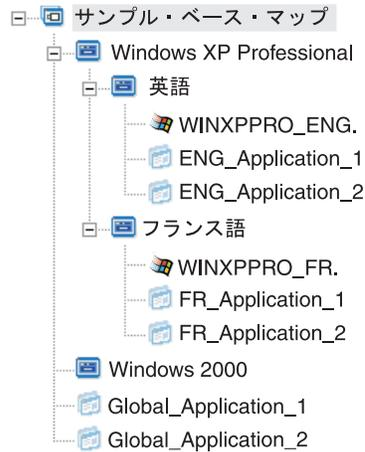 サンプル・ベース・マップ
Windows XP Professional
英語
WINXPPRO_ENG.
ENG_Application_1
ENG_Application_2
フランス語
WINXPPRO_FR.
FR_Application_1
FR_Application_2
Windows 2000
Global_Application_1
Global_Application_2